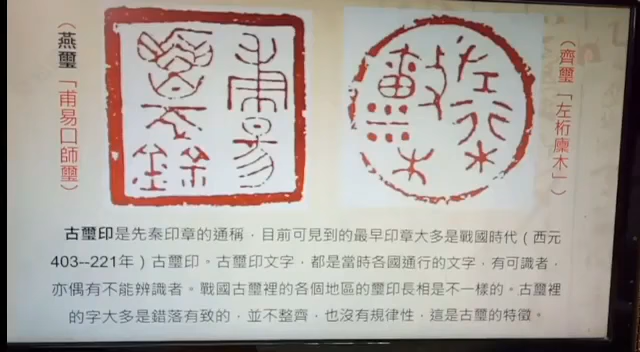 （燕璽「甫易口師璽）
（齊璽「左桁廩木」）
古璽印是先秦印章的通稱，目前可見到的最早印章大多是戰國時代（西元
403--221年）古璽印。古璽印文字，都是當時各國通行的文字，有可識者，
亦偶有不能辨識者。戰國古璽裡的各個地區的璽印長相是不一樣的。古璽裡
的字大多是錯落有致的，並不整齊，也沒有規律性，這是古璽的特徵。